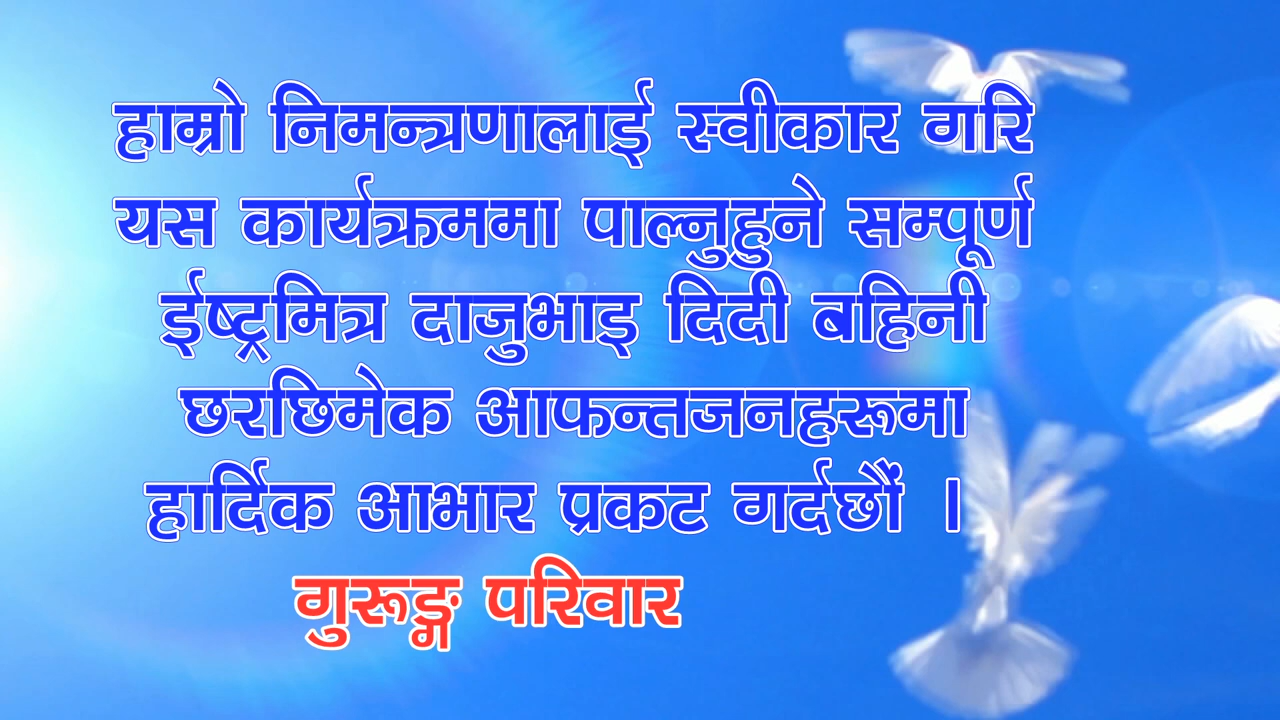 हाम्रो निमन्त्रणालाई स्वीकार गरि
यस कार्यक्रममा पाल्नुहुने सम्पूर्ण
ईष्ट्रमित्र दाजुभाइ दिदी बहिनी
छरछिमेक आफन्तजनहरूमा
हार्दिक आभार प्रकट गर्दछौं ।
गुरूङ्ग परिवार